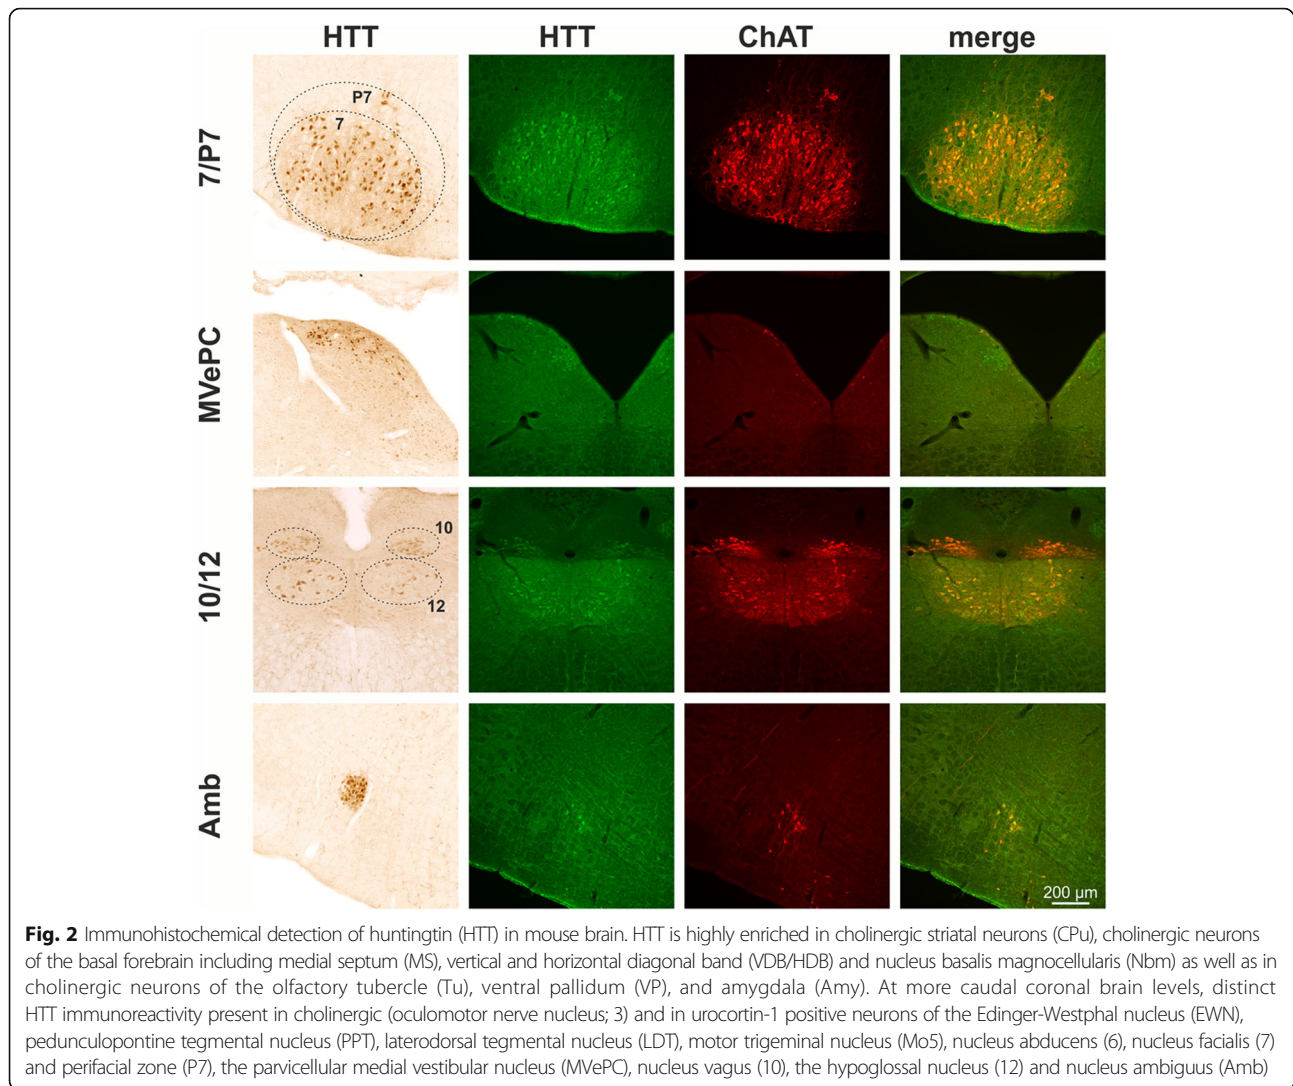 HTT HTT ChAT merge
7/P7
P7
7
MVePC
10/12
10
12
Amb
200 µm
Fig. 2 Immunohistochemical detection of huntingtin (HTT) in mouse brain. HTT is highly enriched in cholinergic striatal neurons (CPu), cholinergic neurons
of the basal forebrain including medial septum (MS), vertical and horizontal diagonal band (VDB/HDB) and nucleus basalis magnocellularis (Nbm) as well as in
cholinergic neurons of the olfactory tubercle (Tu), ventral pallidum (VP), and amygdala (Amy). At more caudal coronal brain levels, distinct
HTT immunoreactivity present in cholinergic (oculomotor nerve nucleus; 3) and in urocortin-1 positive neurons of the Edinger-Westphal nucleus (EWN),
pedunculopontine tegmental nucleus (PPT), laterodorsal tegmental nucleus (LDT), motor trigeminal nucleus (Mo5), nucleus abducens (6), nucleus facialis (7)
and perifacial zone (P7), the parvicellular medial vestibular nucleus (MVePC), nucleus vagus (10), the hypoglossal nucleus (12) and nucleus ambiguus (Amb)